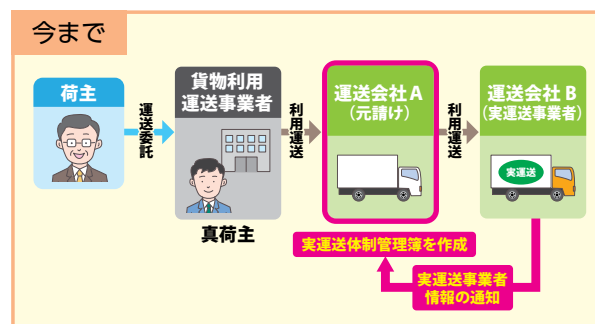 今まで
荷主
運送委託
貨物利用
運送事業者
真荷主
利用運送
運送会社A
(元請け)
利用運送
運送会社B
(実運送事業者)
実運送
実運送体制管理簿を作成
実運送事業者
情報の通知